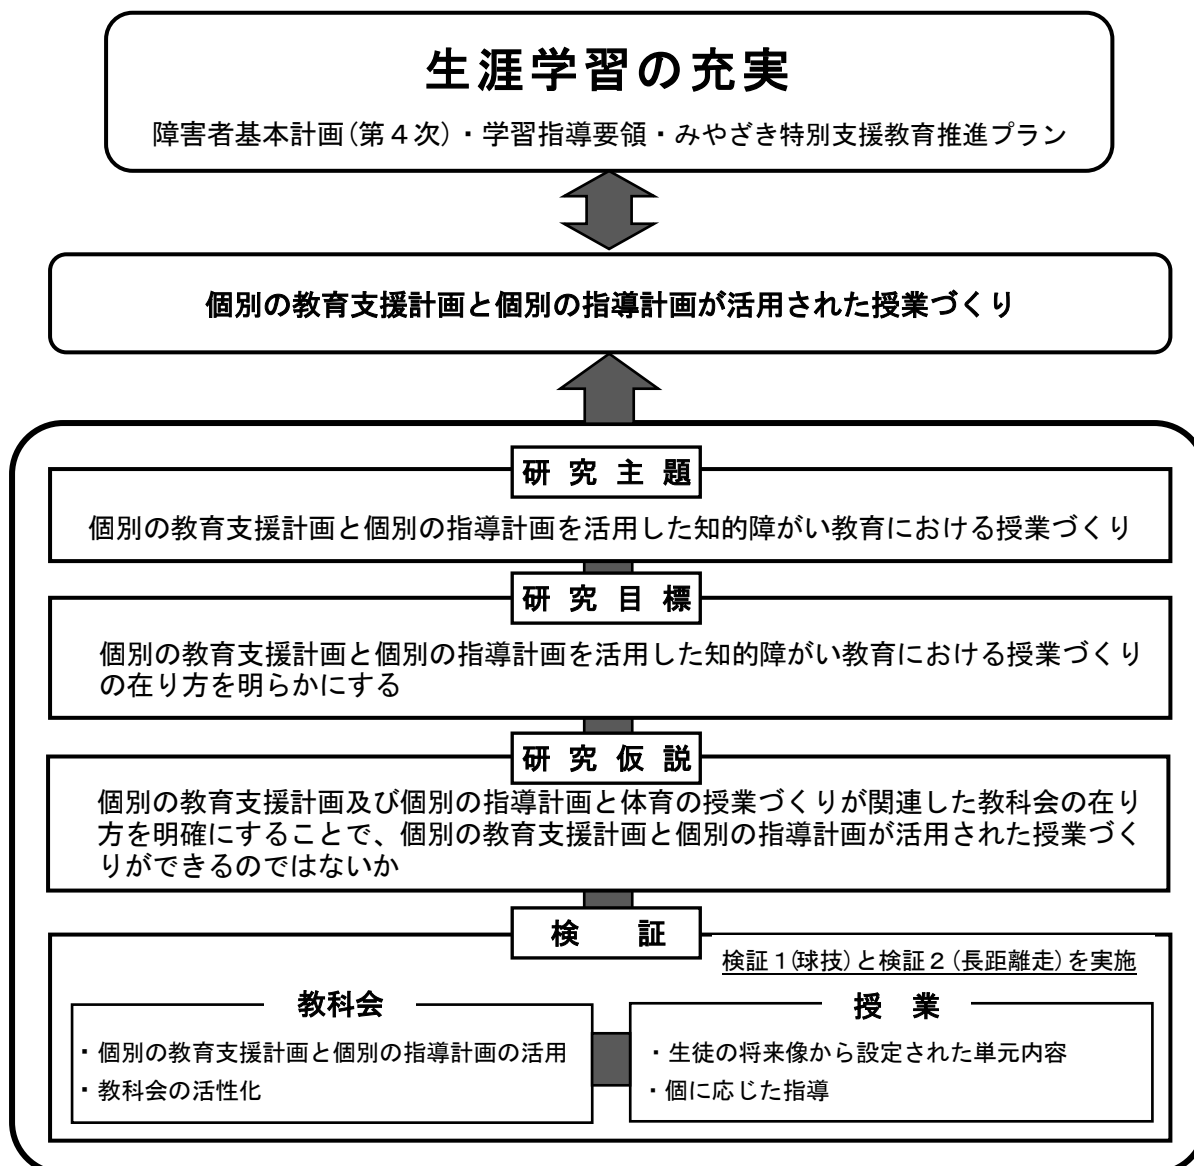 生涯学習の充実
障害者基本計画(第４次)・学習指導要領・みやざき特別支援教育推進プラン
個別の教育支援計画と個別の指導計画が活用された授業づくり
研究主題
個別の教育支援計画と個別の指導計画を活用した知的障がい教育における授業づくり
研究目標
個別の教育支援計画と個別の指導計画を活用した知的障がい教育における授業づくり
の在り方を明らかにする
研究仮説
個別の教育支援計画及び個別の指導計画と体育の授業づくりが関連した教科会の在り
方を明確にすることで、個別の教育支援計画と個別の指導計画が活用された授業づく
りができるのではないか
検　証
検証１(球技)と検証２(長距離走)を実施
教科会
・個別の教育支援計画と個別の指導計画の活用
・教科会の活性化
授　業
・生徒の将来像から設定された単元内容
・個に応じた指導